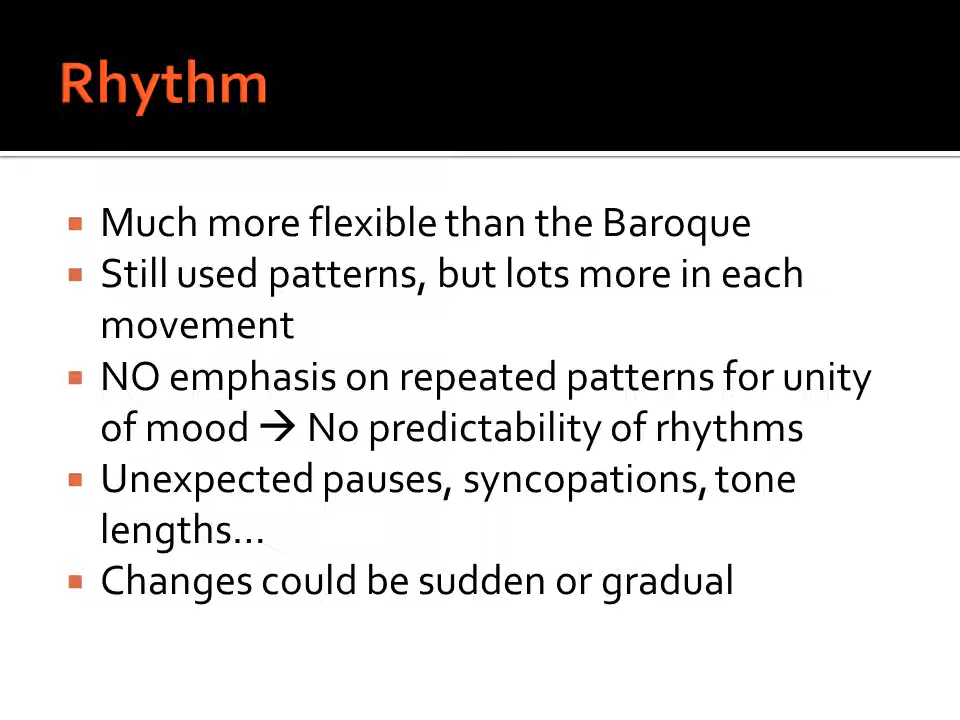 Rhythm
▪ Much more flexible than the Baroque
▪ Still used patterns, but lots more in each
movement
▪ NO emphasis on repeated patterns for unity
of mood → No predictability of rhythms
▪ Unexpected pauses, syncopations, tone
lengths...
▪ Changes could be sudden or gradual